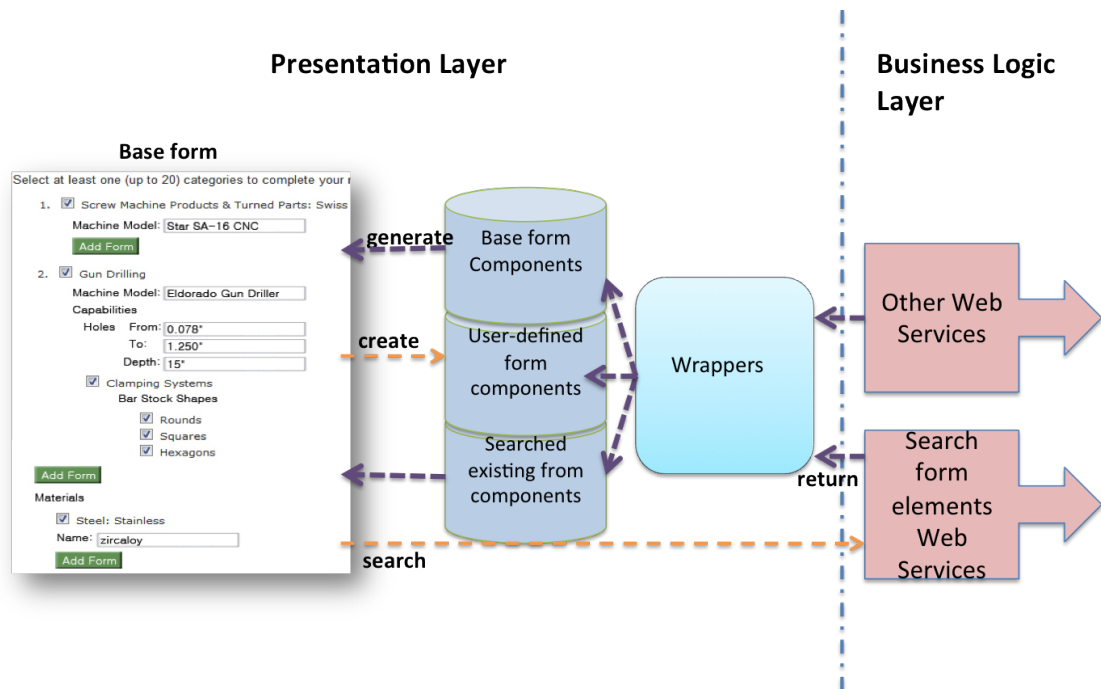 Presentation Layer
Business Logic
Layer
Base form
Select at least one (up to 20) categories to complete your
1. Screw Machine Products & Turned Parts: Swiss
Machine Model: Star SA-16 CNC
Add Form
2. Gun Drilling
Machine Model: Eldorado Gun Driller
Capabilities
Holes From: 0.078"
To: 1.250"
Depth: 15"
Clamping Systems
Bar Stock Shapes
Rounds
Squares
Hexagons
Add Form
Materials
Steel: Stainless
Name: zircaloy
Add Form
generate
create
search
Base form
Components
User-defined
form
components
Searched
existing from
components
Wrappers
return
Other Web
Services
Search
form
elements
Web
Services